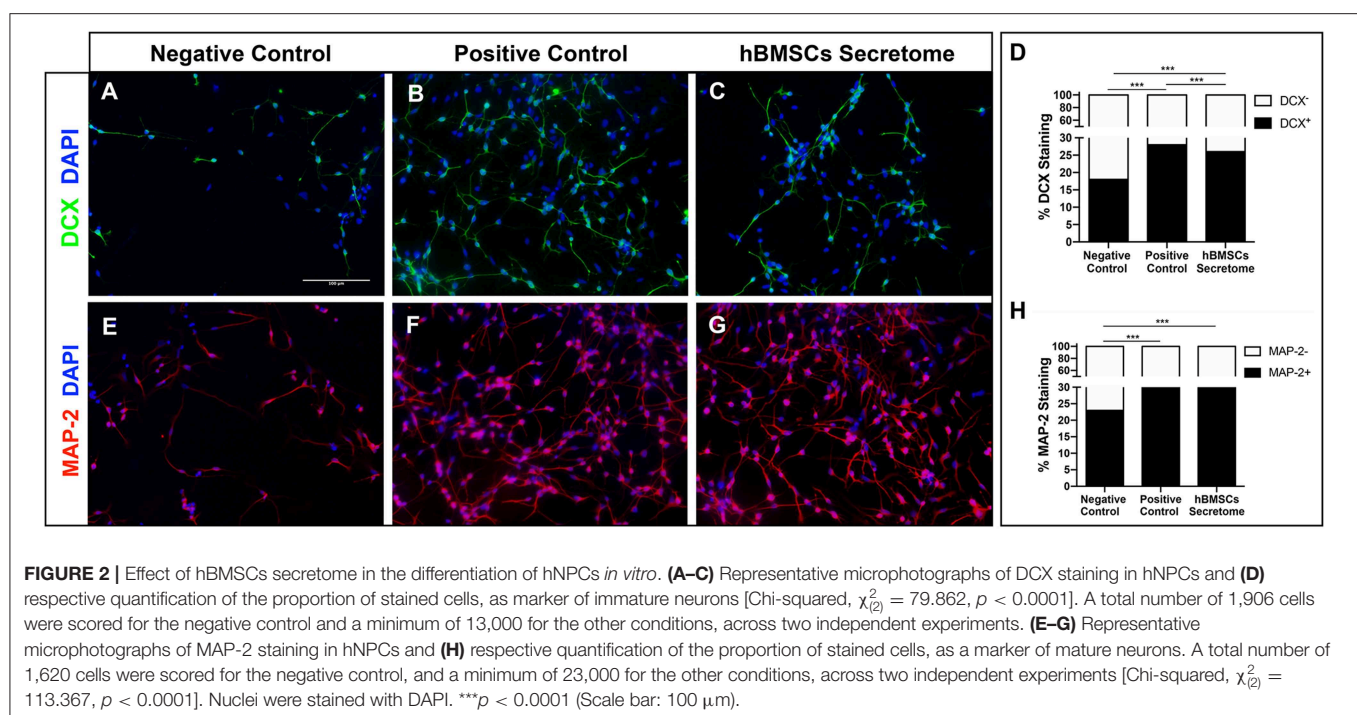 Negative Control
Positive Control
hBMSCs Secretome
DCX DAPI
A
100 μm
B
C
D
***
***
***
% DCX Staining
100
80
60
30
25
20
15
10
5
0
DCX-
DCX+
Negative Control
Positive Control
hBMSCs Secretome
MAP-2 DAPI
E
F
G
H
***
***
% MAP-2 Staining
100
80
60
30
25
20
15
10
5
0
MAP-2-
MAP-2+
Negative Control
Positive Control
hBMSCs Secretome
FIGURE 2 | Effect of hBMSCs secretome in the differentiation of hNPCs in vitro. (A–C) Representative microphotographs of DCX staining in hNPCs and (D)
respective quantification of the proportion of stained cells, as marker of immature neurons [Chi-squared, χ²(2) = 79.862, p < 0.0001]. A total number of 1,906 cells
were scored for the negative control and a minimum of 13,000 for the other conditions, across two independent experiments. (E–G) Representative
microphotographs of MAP-2 staining in hNPCs and (H) respective quantification of the proportion of stained cells, as a marker of mature neurons. A total number of
1,620 cells were scored for the negative control, and a minimum of 23,000 for the other conditions, across two independent experiments [Chi-squared, χ²(2) =
113.367, p < 0.0001]. Nuclei were stained with DAPI. ***p < 0.0001 (Scale bar: 100 μm).